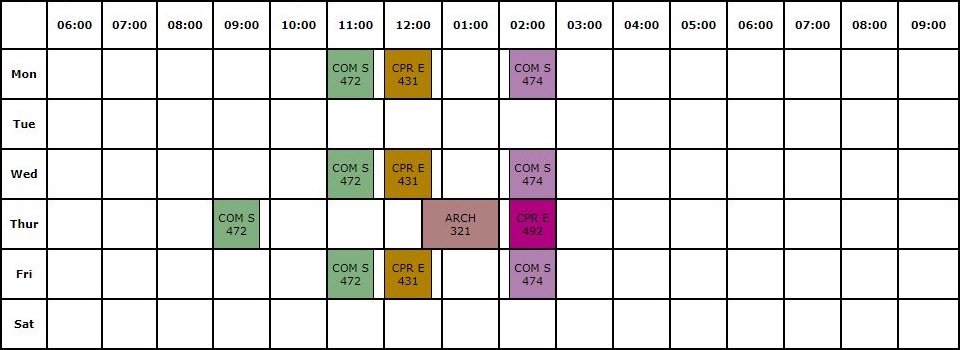 06:00 07:00 08:00 09:00 10:00 11:00 12:00 01:00 02:00 03:00 04:00 05:00 06:00 07:00 08:00 09:00
Mon
COM S
472
CPR E
431
COM S
474
Tue
Wed
COM S
472
CPR E
431
COM S
474
Thur
COM S
472
ARCH
321
CPR E
492
Fri
COM S
472
CPR E
431
COM S
474
Sat